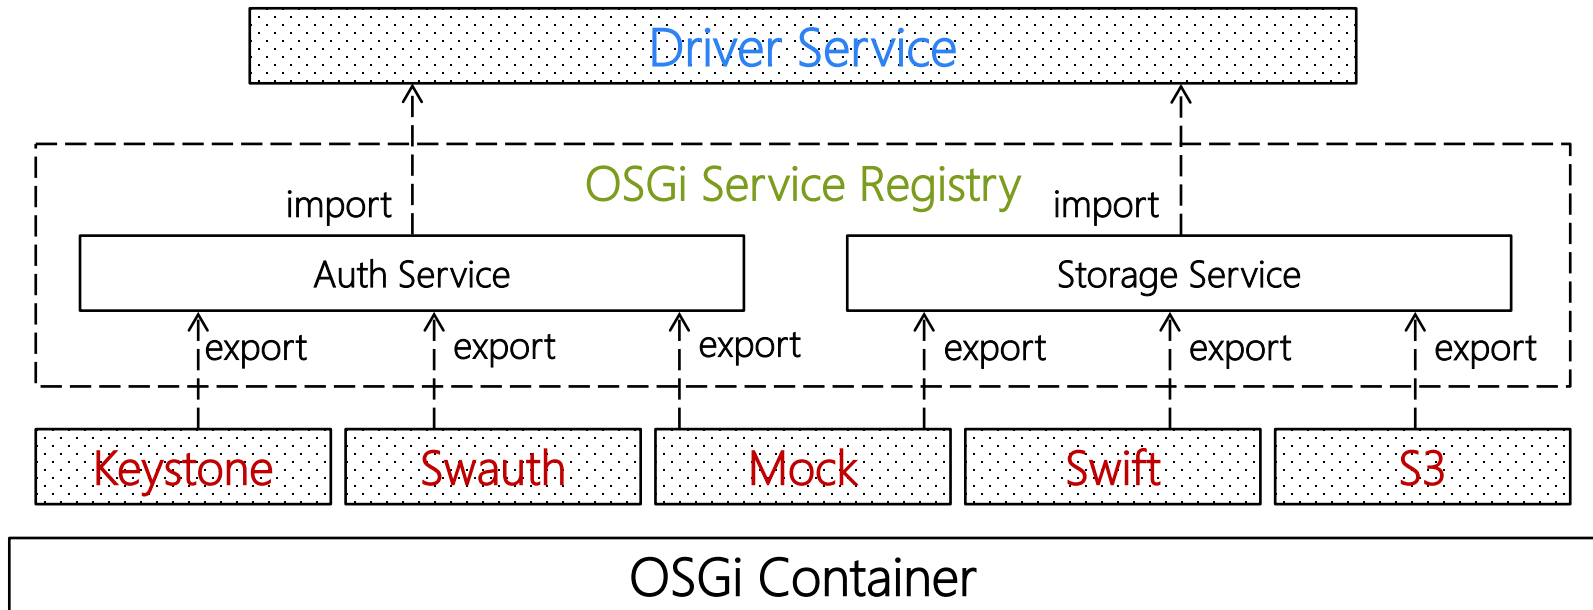 Driver Service
OSGi Service Registry
import
import
Auth Service
Storage Service
export
export
export
export
export
export
Keystone
Swauth
Mock
Swift
S3
OSGi Container